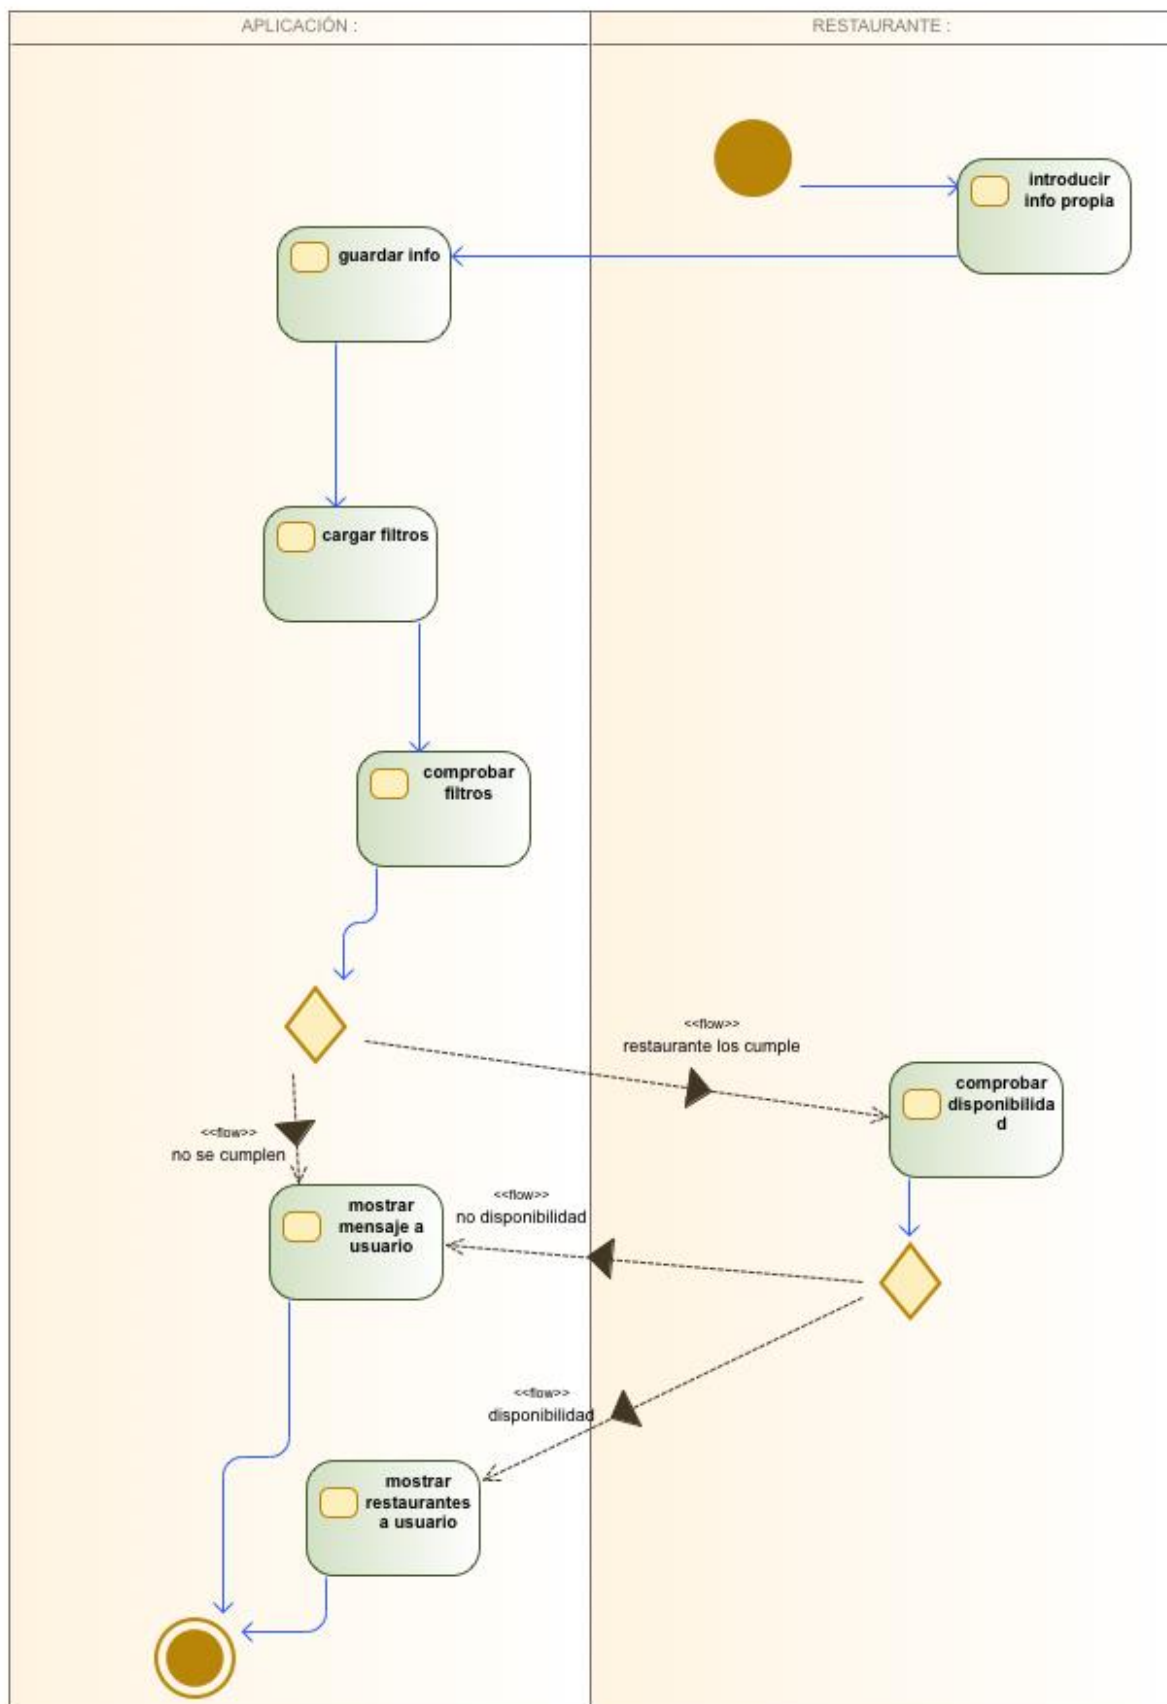 APLICACIÓN :
RESTAURANTE :
introducir
info propia
guardar info
cargar filtros
comprobar
filtros
<<flow>>
restaurante los cumple
comprobar
disponibilida
d
<<flow>>
no se cumplen
<<flow>>
no disponibilidad
mostrar
mensaje a
usuario
<<flow>>
disponibilidad
mostrar
restaurantes
a usuario